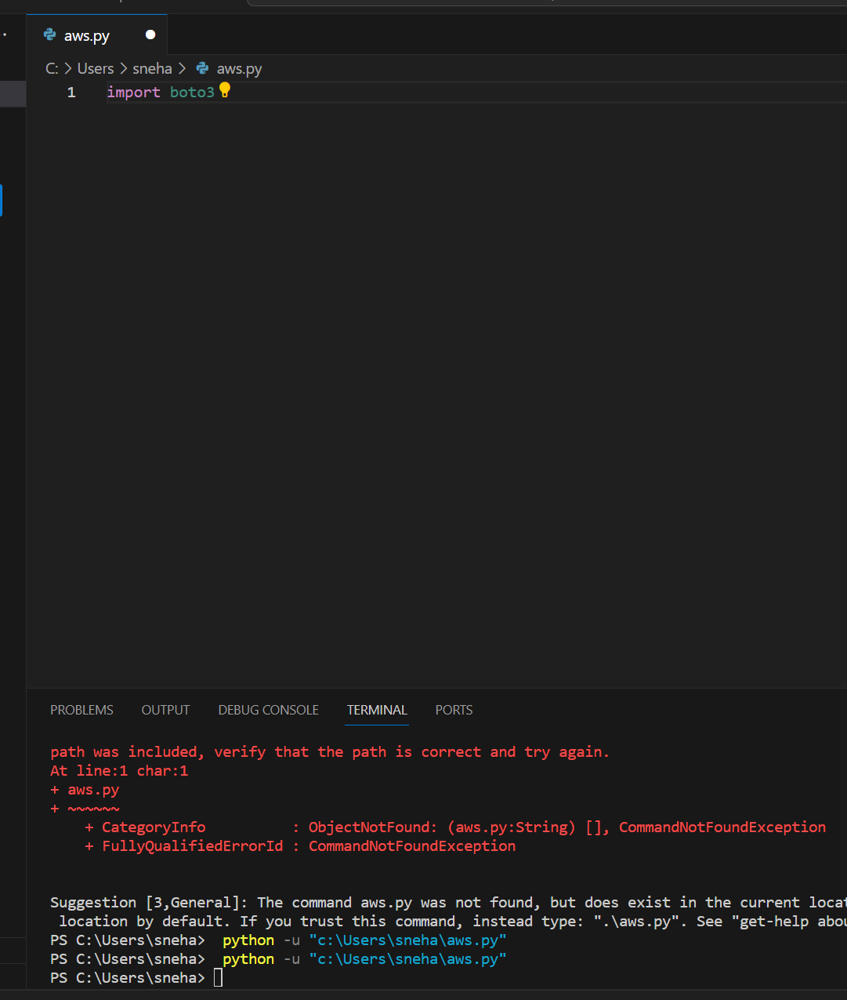 aws.py
C: > Users > sneha > aws.py
1 import boto3
PROBLEMS OUTPUT DEBUG CONSOLE TERMINAL PORTS
path was included, verify that the path is correct and try again.
At line:1 char:1
+ aws.py
+ ~~~~~~
+ CategoryInfo : ObjectNotFound: (aws.py:String) [], CommandNotFoundException
+ FullyQualifiedErrorId : CommandNotFoundException
Suggestion [3,General]: The command aws.py was not found, but does exist in the current locat
location by default. If you trust this command, instead type: ".\aws.py". See "get-help abou
PS C:\Users\sneha> python -u "c:\Users\sneha\aws.py"
PS C:\Users\sneha> python -u "c:\Users\sneha\aws.py"
PS C:\Users\sneha>